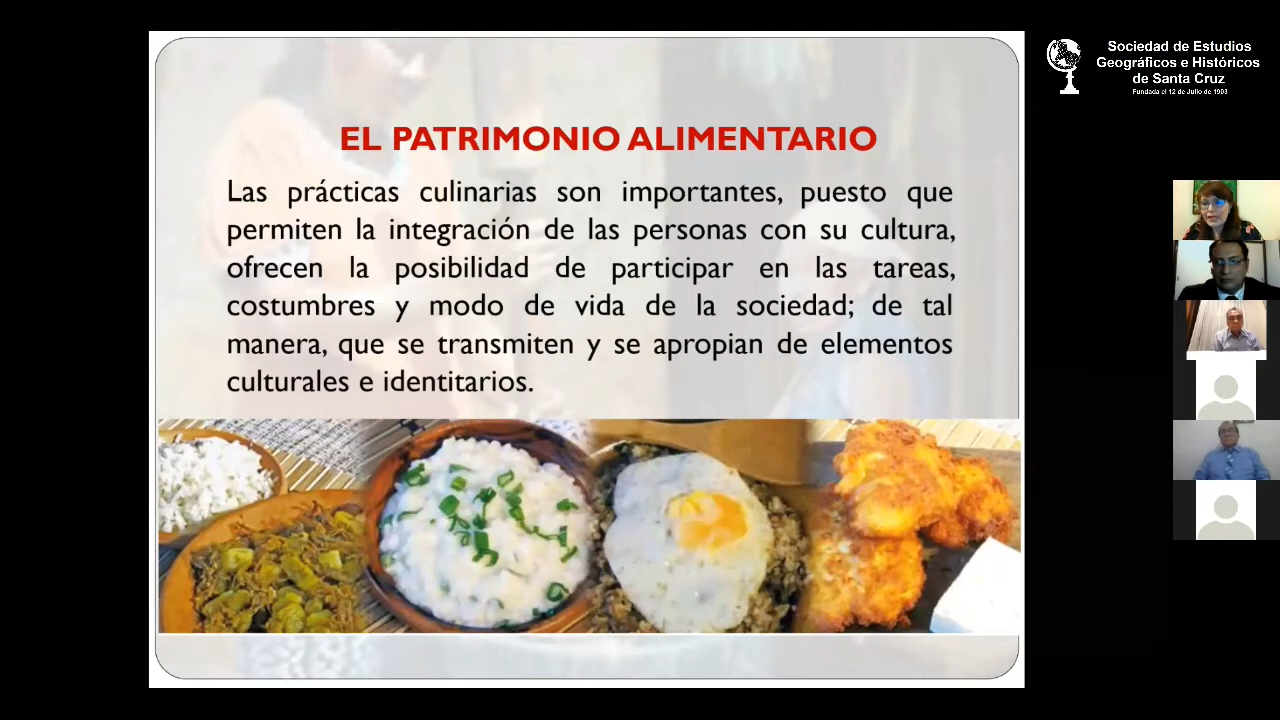 EL PATRIMONIO ALIMENTARIO
Las prácticas culinarias son importantes, puesto que
permiten la integración de las personas con su cultura,
ofrecen la posibilidad de participar en las tareas,
costumbres y modo de vida de la sociedad; de tal
manera, que se transmiten y se apropian de elementos
culturales e identitarios.
Sociedad de Estudios
Geográficos e Históricos
de Santa Cruz
Fundada el 12 de Julio de 1903